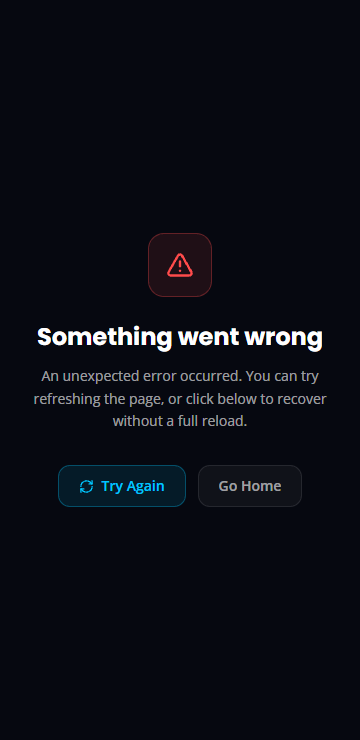 Something went wrong
An unexpected error occurred. You can try
refreshing the page, or click below to recover
without a full reload.
Try Again
Go Home